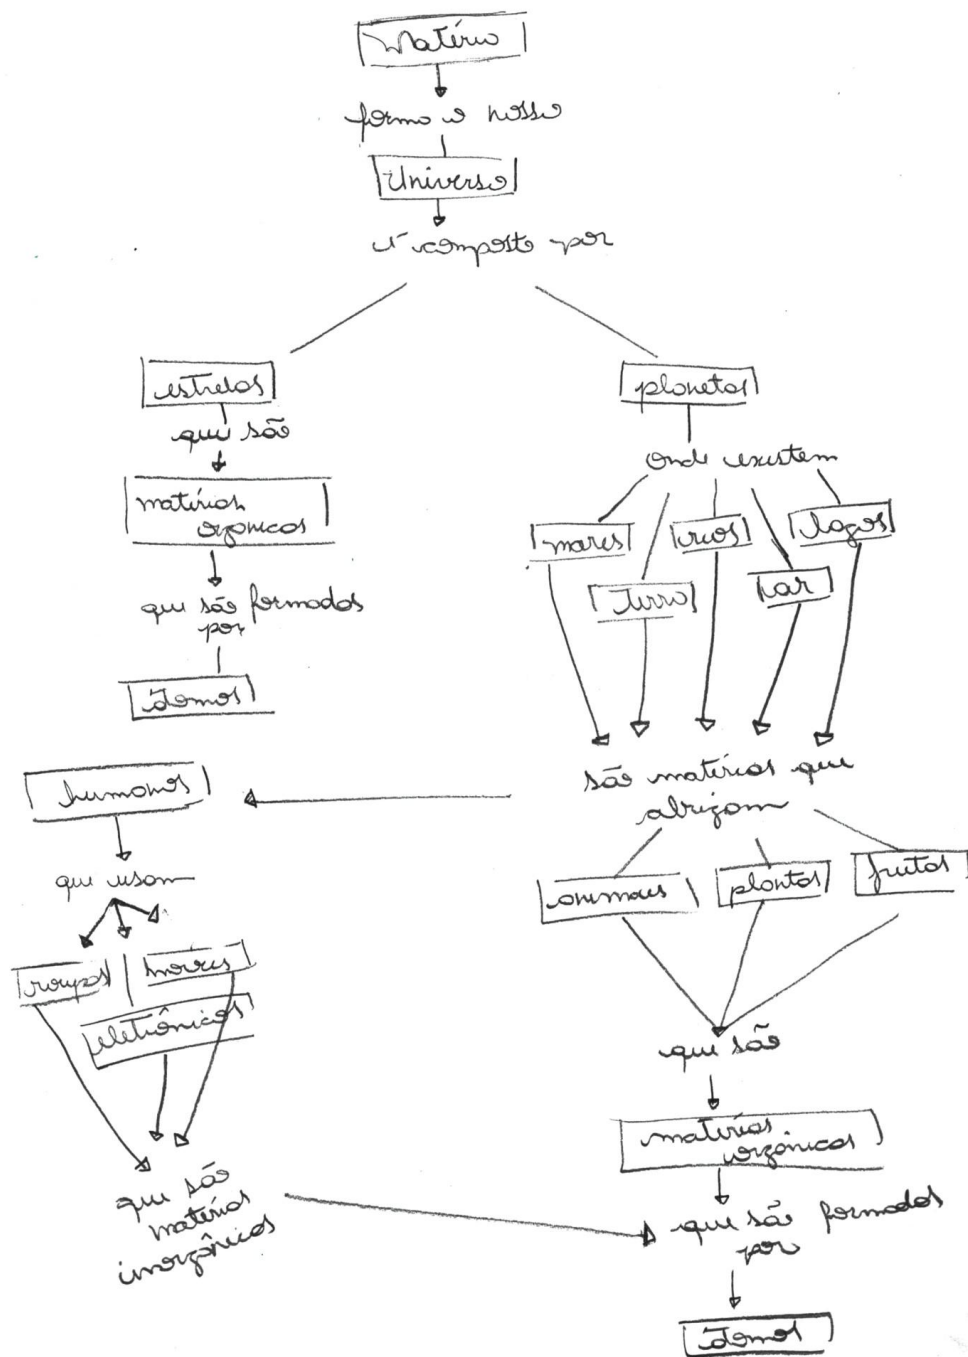 Matéria
forma o nosso
Universo
é composto por
estrelas
que são
matérias
orgânicas
que são formadas
por
átomos
planetas
onde existem
mares
rios
lagos
terra
ar
são matérias que
abrigam
humanos
que usam
roupas
móveis
eletrônicos
que são
matérias
inorgânicas
animais
plantas
frutas
que são
matérias
orgânicas
que são formados
por
átomos